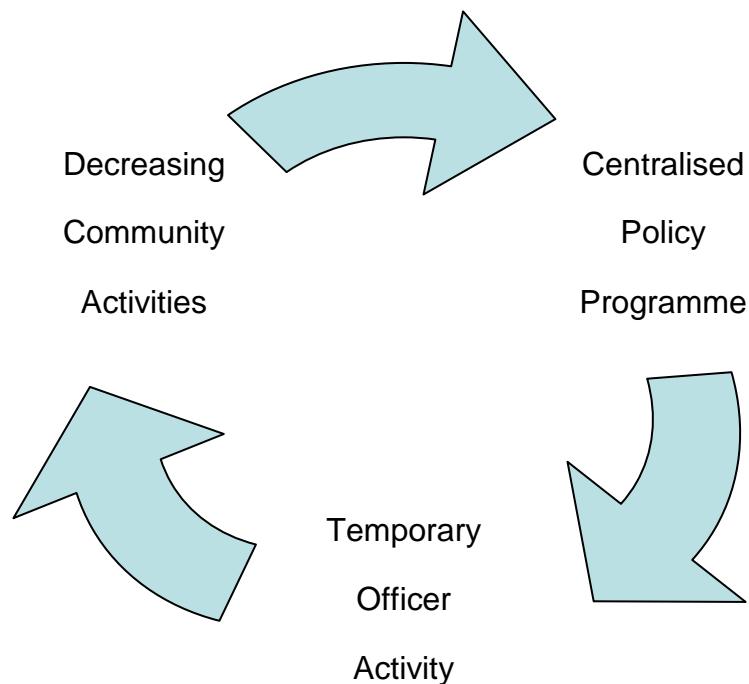 Decreasing
Community
Activities
Centralised
Policy
Programme
Temporary
Officer
Activity